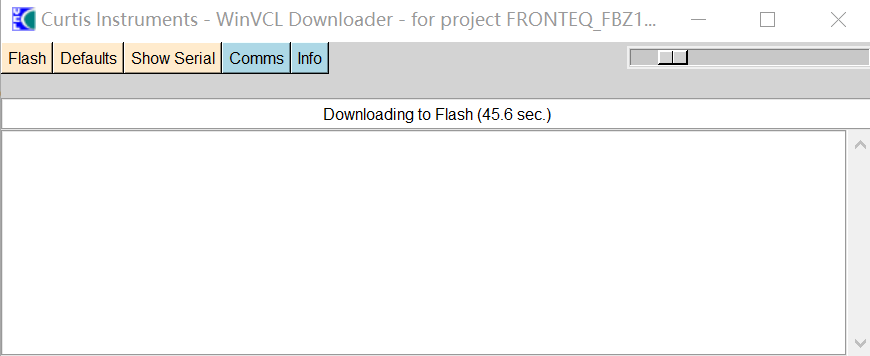 Curtis Instruments - WinVCL Downloader - for project FRONTEQ_FBZ1...
Flash Defaults Show Serial Comms Info
Downloading to Flash (45.6 sec.)